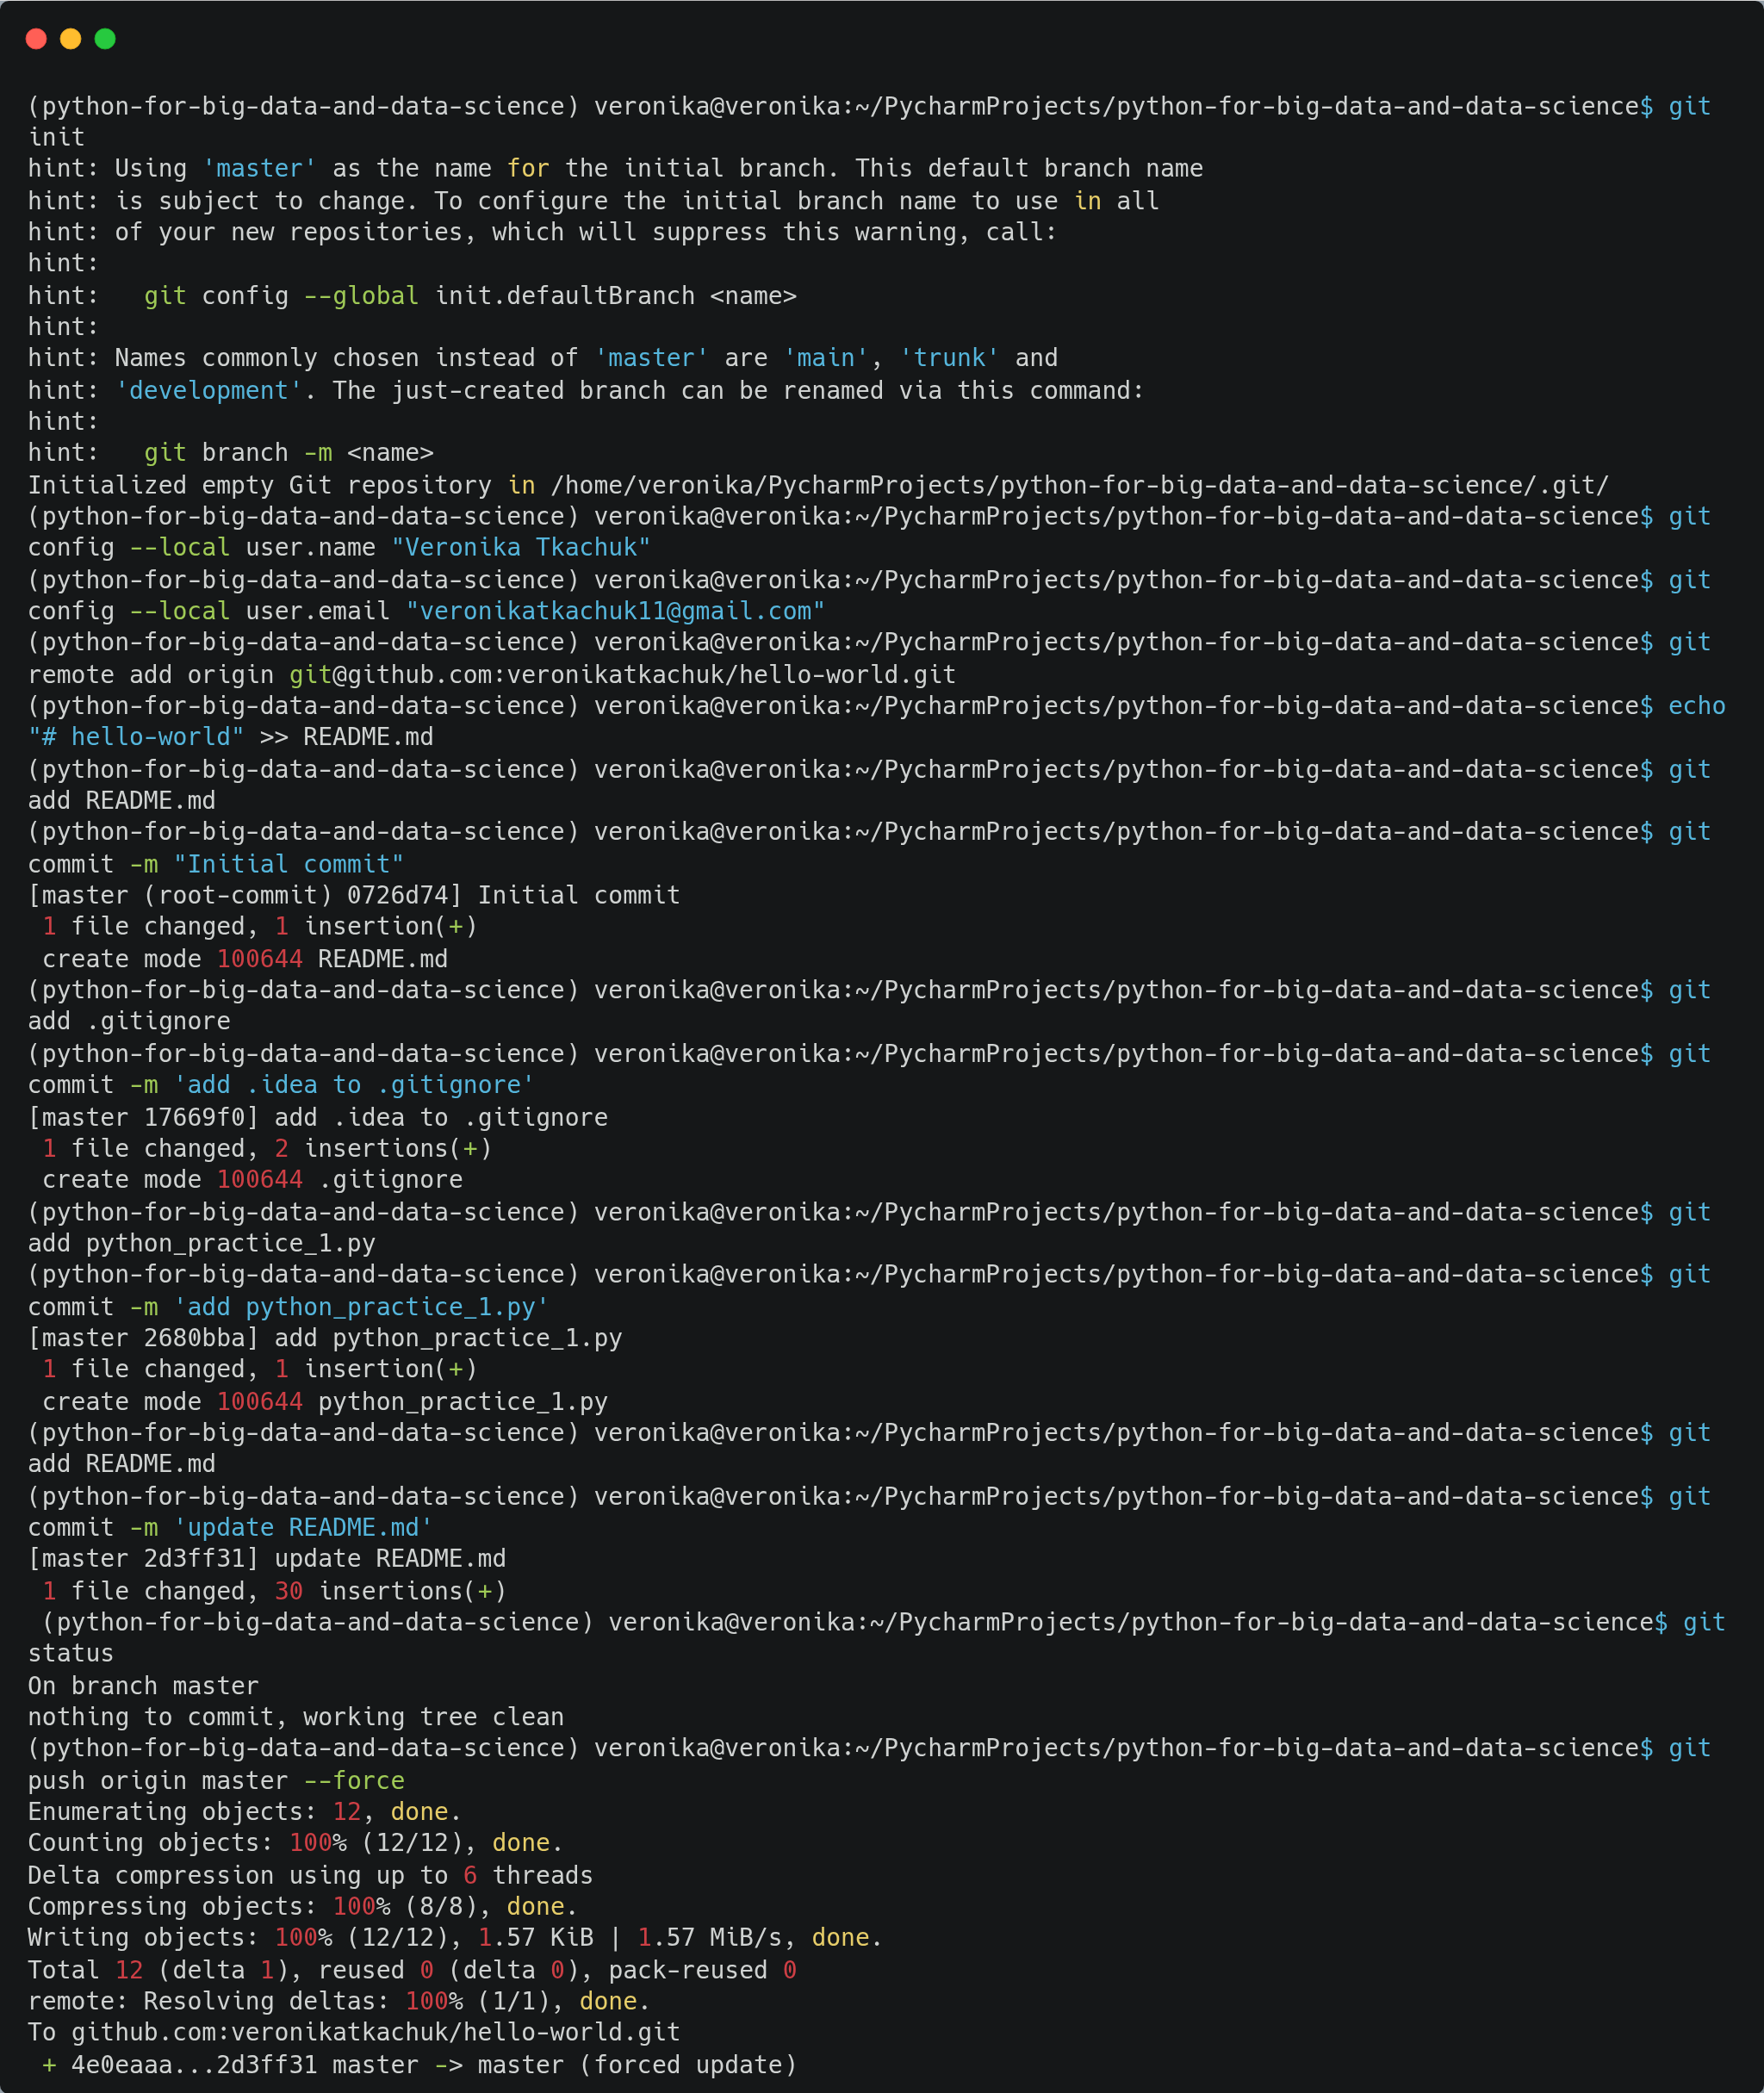 (python-for-big-data-and-data-science) veronika@veronika:~/PycharmProjects/python-for-big-data-and-data-science$ git
init
hint: Using 'master' as the name for the initial branch. This default branch name
hint: is subject to change. To configure the initial branch name to use in all
hint: of your new repositories, which will suppress this warning, call:
hint:
hint:   git config --global init.defaultBranch <name>
hint:
hint: Names commonly chosen instead of 'master' are 'main', 'trunk' and
hint: 'development'. The just-created branch can be renamed via this command:
hint:
hint:   git branch -m <name>
Initialized empty Git repository in /home/veronika/PycharmProjects/python-for-big-data-and-data-science/.git/
(python-for-big-data-and-data-science) veronika@veronika:~/PycharmProjects/python-for-big-data-and-data-science$ git
config --local user.name "Veronika Tkachuk"
(python-for-big-data-and-data-science) veronika@veronika:~/PycharmProjects/python-for-big-data-and-data-science$ git
config --local user.email "veronikatkachuk11@gmail.com"
(python-for-big-data-and-data-science) veronika@veronika:~/PycharmProjects/python-for-big-data-and-data-science$ git
remote add origin git@github.com:veronikatkachuk/hello-world.git
(python-for-big-data-and-data-science) veronika@veronika:~/PycharmProjects/python-for-big-data-and-data-science$ echo
"# hello-world" >> README.md
(python-for-big-data-and-data-science) veronika@veronika:~/PycharmProjects/python-for-big-data-and-data-science$ git
add README.md
(python-for-big-data-and-data-science) veronika@veronika:~/PycharmProjects/python-for-big-data-and-data-science$ git
commit -m "Initial commit"
[master (root-commit) 0726d74] Initial commit
 1 file changed, 1 insertion(+)
 create mode 100644 README.md
(python-for-big-data-and-data-science) veronika@veronika:~/PycharmProjects/python-for-big-data-and-data-science$ git
add .gitignore
(python-for-big-data-and-data-science) veronika@veronika:~/PycharmProjects/python-for-big-data-and-data-science$ git
commit -m 'add .idea to .gitignore'
[master 17669f0] add .idea to .gitignore
 1 file changed, 2 insertions(+)
 create mode 100644 .gitignore
(python-for-big-data-and-data-science) veronika@veronika:~/PycharmProjects/python-for-big-data-and-data-science$ git
add python_practice_1.py
(python-for-big-data-and-data-science) veronika@veronika:~/PycharmProjects/python-for-big-data-and-data-science$ git
commit -m 'add python_practice_1.py'
[master 2680bba] add python_practice_1.py
 1 file changed, 1 insertion(+)
 create mode 100644 python_practice_1.py
(python-for-big-data-and-data-science) veronika@veronika:~/PycharmProjects/python-for-big-data-and-data-science$ git
add README.md
(python-for-big-data-and-data-science) veronika@veronika:~/PycharmProjects/python-for-big-data-and-data-science$ git
commit -m 'update README.md'
[master 2d3ff31] update README.md
 1 file changed, 30 insertions(+)
 (python-for-big-data-and-data-science) veronika@veronika:~/PycharmProjects/python-for-big-data-and-data-science$ git
status
On branch master
nothing to commit, working tree clean
(python-for-big-data-and-data-science) veronika@veronika:~/PycharmProjects/python-for-big-data-and-data-science$ git
push origin master --force
Enumerating objects: 12, done.
Counting objects: 100% (12/12), done.
Delta compression using up to 6 threads
Compressing objects: 100% (8/8), done.
Writing objects: 100% (12/12), 1.57 KiB | 1.57 MiB/s, done.
Total 12 (delta 1), reused 0 (delta 0), pack-reused 0
remote: Resolving deltas: 100% (1/1), done.
To github.com:veronikatkachuk/hello-world.git
 + 4e0eaaa...2d3ff31 master -> master (forced update)